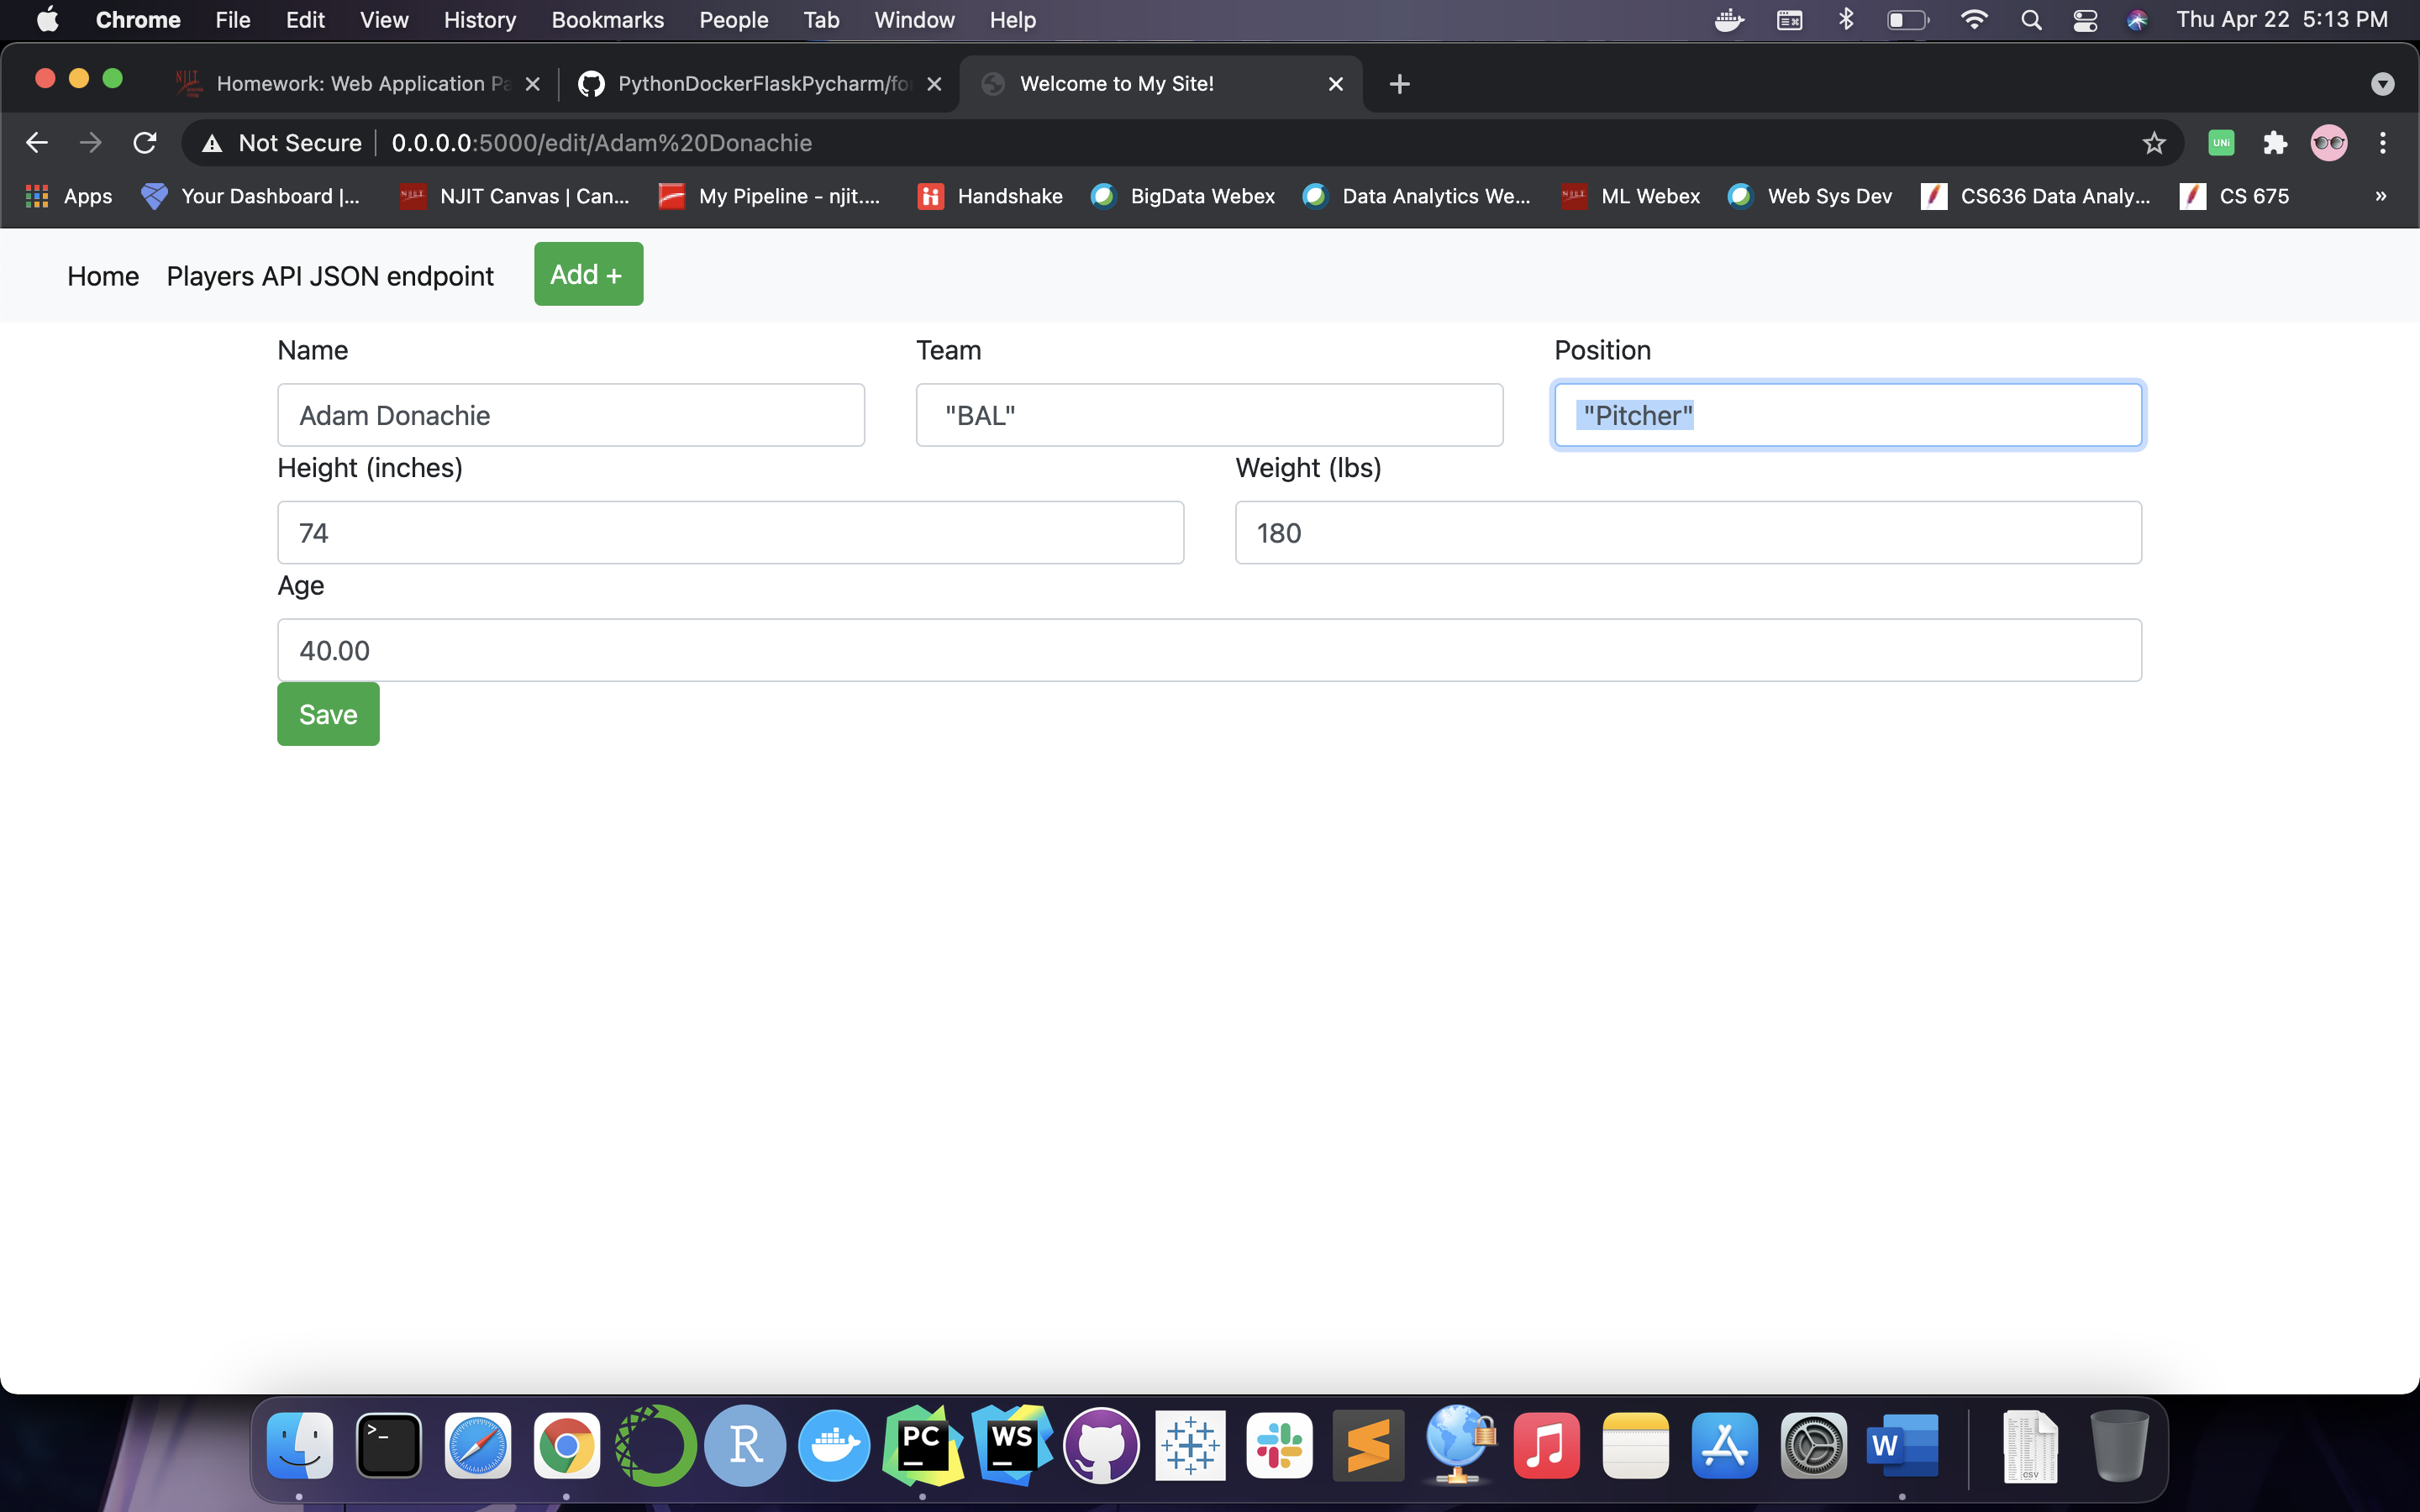 Chrome File Edit View History Bookmarks People Tab Window Help Thu Apr 22 5:13 PM
Homework: Web Application Pa PythonDockerFlaskPycharm/fo Welcome to My Site!
Not Secure 0.0.0.0:5000/edit/Adam%20Donachie UNi
Apps Your Dashboard |... NJIT Canvas | Can... My Pipeline - njit.... Handshake BigData Webex Data Analytics We... ML Webex Web Sys Dev CS636 Data Analy... CS 675 »
Home Players API JSON endpoint Add +
Name Team Position
Adam Donachie "BAL" "Pitcher"
Height (inches) Weight (lbs)
74 180
Age
40.00
Save
>_ R PC WS W CSV